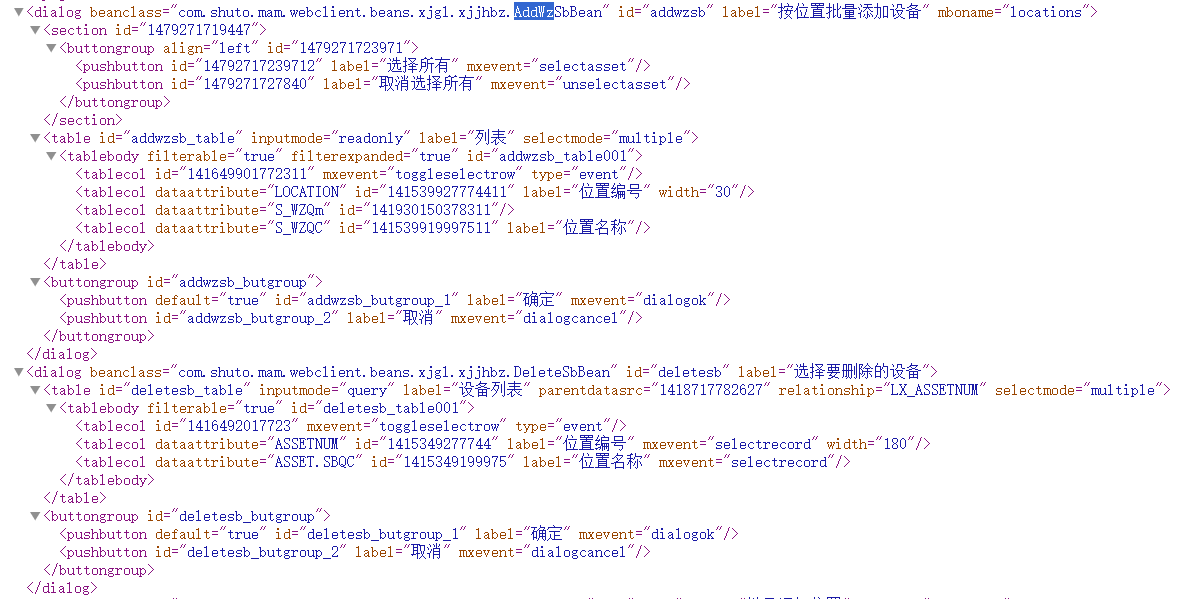 ▼<dialog beanclass="com.shuto.mam.webclient.beans.xjgl.xjjhbz.AddWzSbBean" id="addwzsb" label="按位置批量添加设备" mboname="locations">
▼<section id="1479271719447">
▼<buttongroup align="left" id="1479271723971">
<pushbutton id="14792717239712" label="选择所有" mxevent="selectasset"/>
<pushbutton id="1479271727840" label="取消选择所有" mxevent="unselectasset"/>
</buttongroup>
</section>
▼<table id="addwzsb_table" inputmode="readonly" label="列表" selectmode="multiple">
▼<tablebody filterable="true" filterexpanded="true" id="addwzsb_table001">
<tablecol id="141649901772311" mxevent="toggleselectrow" type="event"/>
<tablecol dataattribute="LOCATION" id="141539927774411" label="位置编号" width="30"/>
<tablecol dataattribute="S_WZQm" id="141930150378311"/>
<tablecol dataattribute="S_WZQC" id="141539919997511" label="位置名称"/>
</tablebody>
</table>
▼<buttongroup id="addwzsb_butgroup">
<pushbutton default="true" id="addwzsb_butgroup_1" label="确定" mxevent="dialogok"/>
<pushbutton id="addwzsb_butgroup_2" label="取消" mxevent="dialogcancel"/>
</buttongroup>
</dialog>
▼<dialog beanclass="com.shuto.mam.webclient.beans.xjgl.xjjhbz.DeleteSbBean" id="deletesb" label="选择要删除的设备">
▼<table id="deletesb_table" inputmode="query" label="设备列表" parentdatasrc="1418717782627" relationship="LX_ASSETNUM" selectmode="multiple">
▼<tablebody filterable="true" id="deletesb_table001">
<tablecol id="1416492017723" mxevent="toggleselectrow" type="event"/>
<tablecol dataattribute="ASSETNUM" id="1415349277744" label="位置编号" mxevent="selectrecord" width="180"/>
<tablecol dataattribute="ASSET.SBQC" id="1415349199975" label="位置名称" mxevent="selectrecord"/>
</tablebody>
</table>
▼<buttongroup id="deletesb_butgroup">
<pushbutton default="true" id="deletesb_butgroup_1" label="确定" mxevent="dialogok"/>
<pushbutton id="deletesb_butgroup_2" label="取消" mxevent="dialogcancel"/>
</buttongroup>
</dialog>